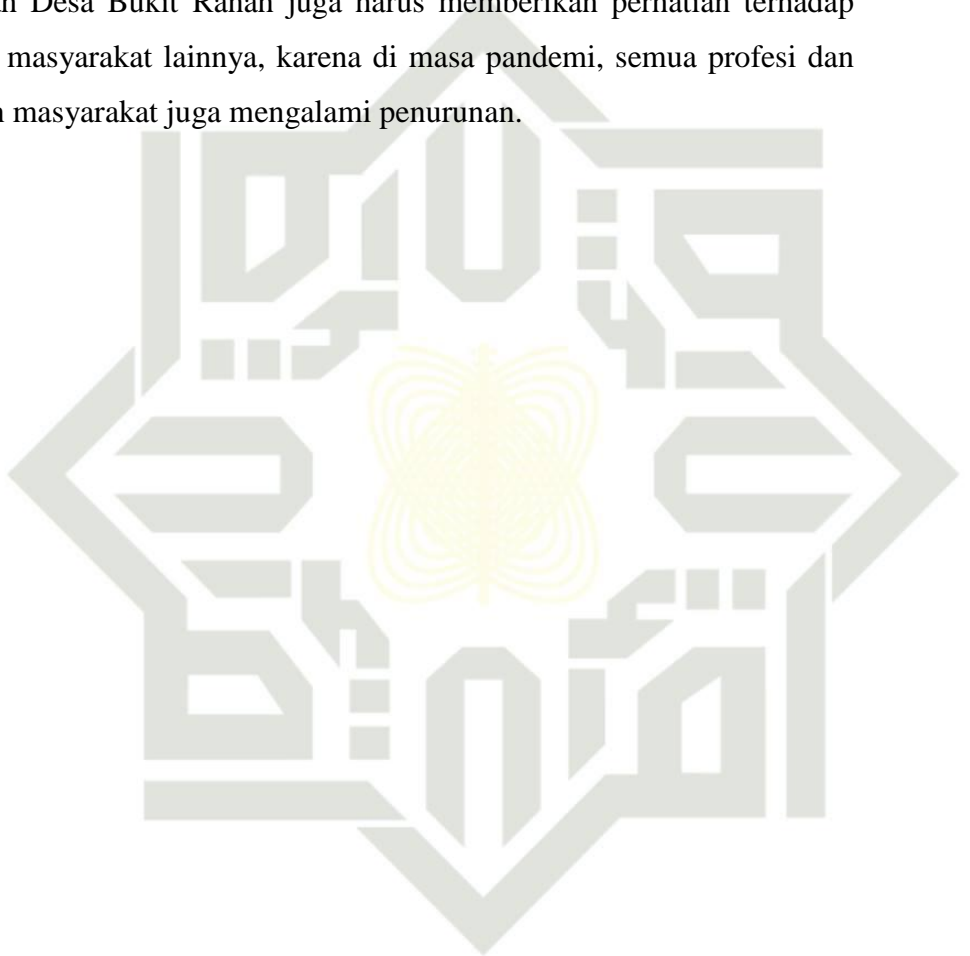 Desa Bukit Ranah juga harus memberikan perhatian terhadap
masyarakat lainnya, karena di masa pandemi, semua profesi dan
masyarakat juga mengalami penurunan.